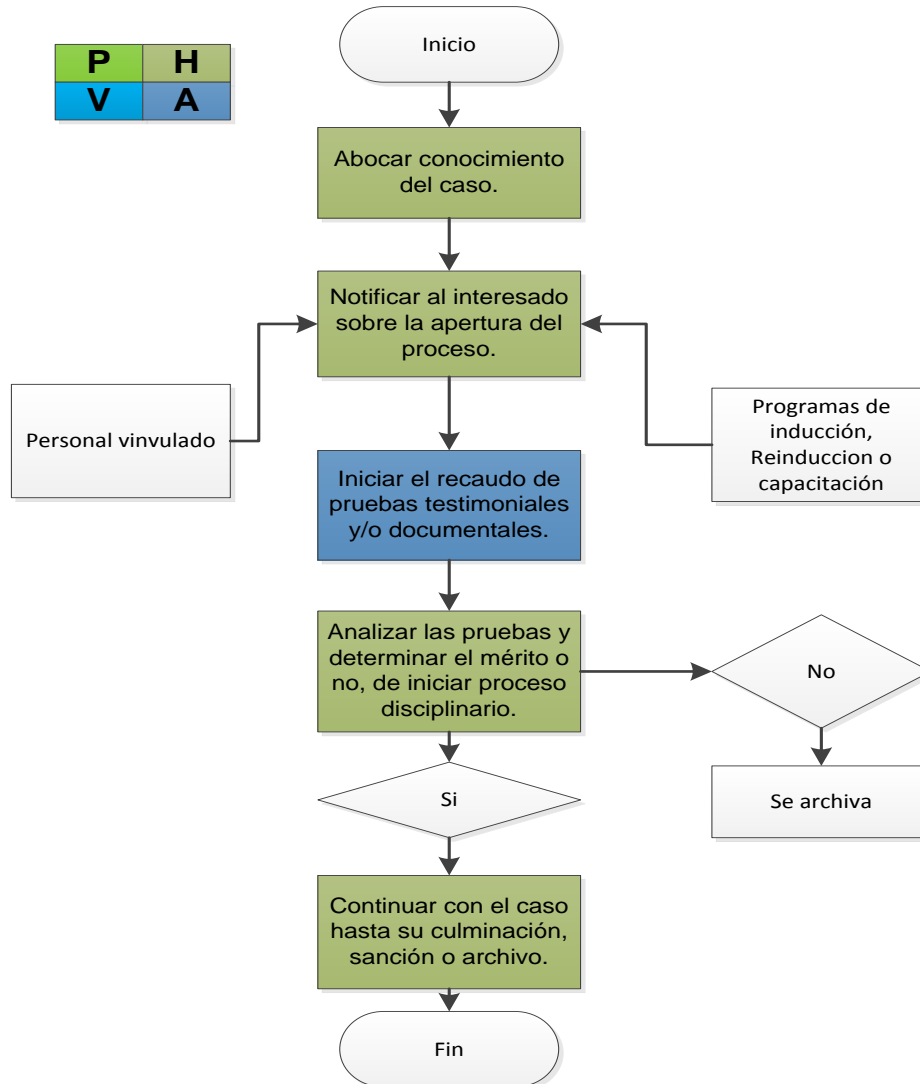 Inicio
P H
V A
Abocar conocimiento
del caso.
Notificar al interesado
sobre la apertura del
proceso.
Personal vinvulado
Programas de
inducción,
Reinduccion o
capacitación
Iniciar el recaudo de
pruebas testimoniales
y/o documentales.
Analizar las pruebas y
determinar el mérito o
no, de iniciar proceso
disciplinario.
No
Si
Se archiva
Continuar con el caso
hasta su culminación,
sanción o archivo.
Fin